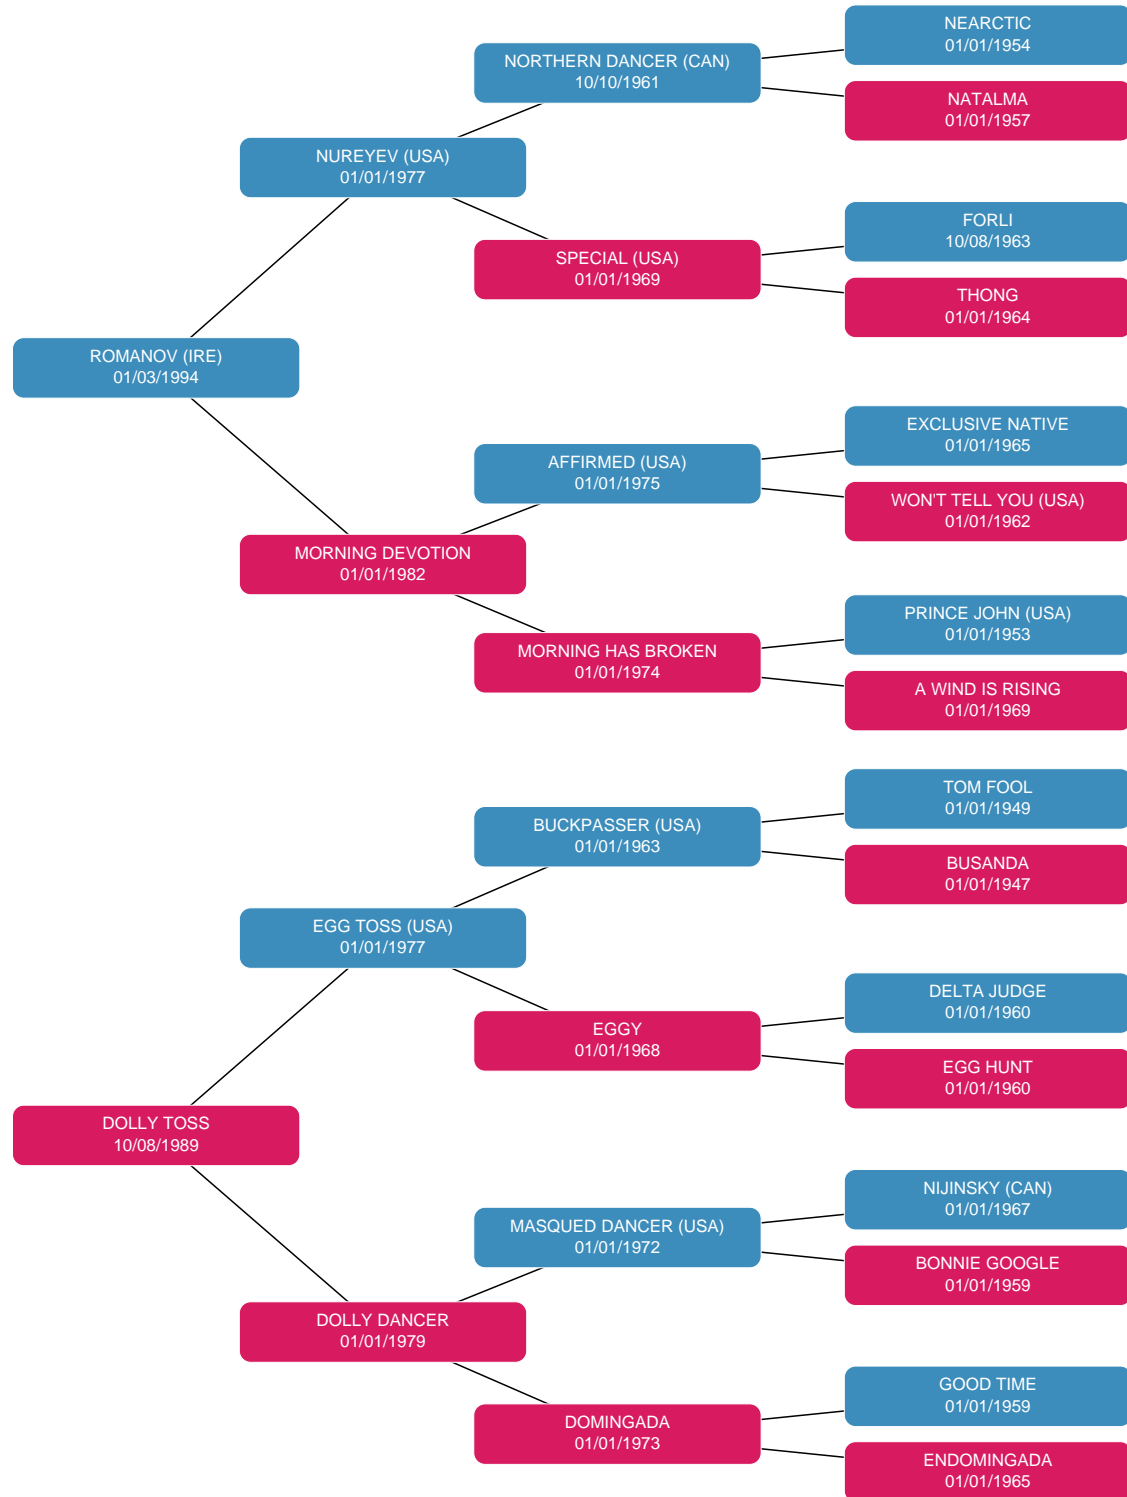 NEARCTIC
01/01/1954
NORTHERN DANCER (CAN)
10/10/1961
NATALMA
01/01/1957
NUREYEV (USA)
01/01/1977
FORLI
10/08/1963
SPECIAL (USA)
01/01/1969
THONG
01/01/1964
ROMANOV (IRE)
01/03/1994
EXCLUSIVE NATIVE
01/01/1965
AFFIRMED (USA)
01/01/1975
WON'T TELL YOU (USA)
01/01/1962
MORNING DEVOTION
01/01/1982
PRINCE JOHN (USA)
01/01/1953
MORNING HAS BROKEN
01/01/1974
A WIND IS RISING
01/01/1969
TOM FOOL
01/01/1949
BUCKPASSER (USA)
01/01/1963
BUSANDA
01/01/1947
EGG TOSS (USA)
01/01/1977
DELTA JUDGE
01/01/1960
EGGY
01/01/1968
EGG HUNT
01/01/1960
DOLLY TOSS
10/08/1989
NIJINSKY (CAN)
01/01/1967
MASQUED DANCER (USA)
01/01/1972
BONNIE GOOGLE
01/01/1959
DOLLY DANCER
01/01/1979
GOOD TIME
01/01/1959
DOMINGADA
01/01/1973
ENDOMINGADA
01/01/1965